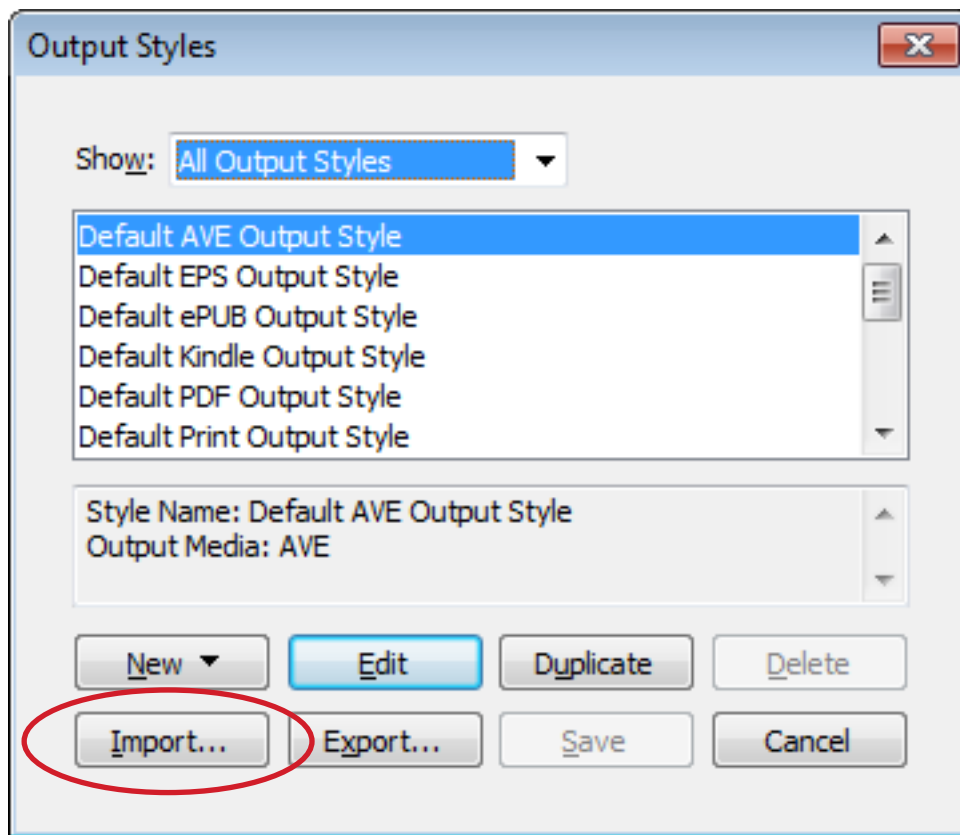 Output Styles
Show: All Output Styles
Default AVE Output Style
Default EPS Output Style
Default ePUB Output Style
Default Kindle Output Style
Default PDF Output Style
Default Print Output Style
Style Name: Default AVE Output Style
Output Media: AVE
New Edit Duplicate Delete
Import... Export... Save Cancel